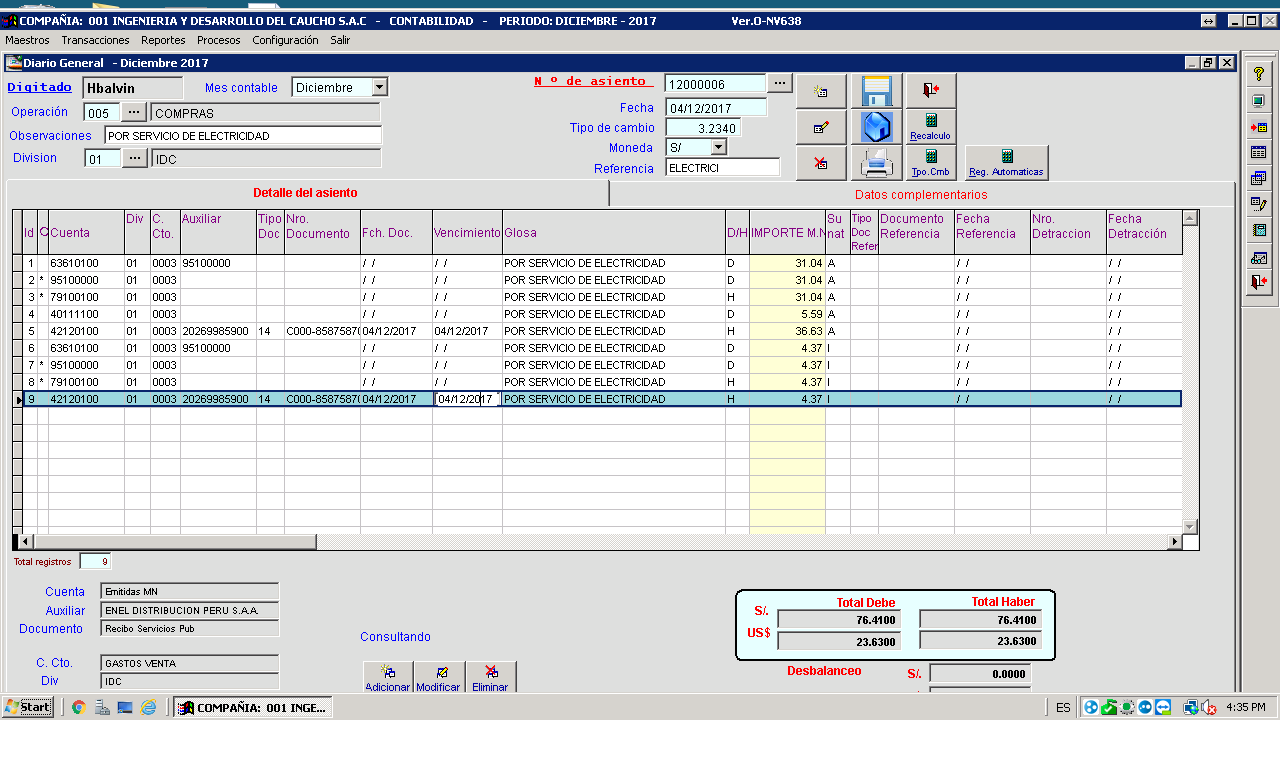 COMPAÑIA: 001 INGENIERIA Y DESARROLLO DEL CAUCHO S.A.C - CONTABILIDAD - PERIODO: DICIEMBRE - 2017 Ver.O-NV638
Maestros Transacciones Reportes Procesos Configuración Salir
Diario General - Diciembre 2017
Digitado Hbalvin Mes contable Diciembre
Operación 005 ... COMPRAS
Observaciones POR SERVICIO DE ELECTRICIDAD
Division 01 ... IDC
N º de asiento 12000006 ...
Fecha 04/12/2017
Tipo de cambio 3.2340
Moneda S/
Referencia ELECTRICI
Recalculo
Tpo.Cmb
Reg. Automaticas
Detalle del asiento Datos complementarios
Id C Cuenta Div C. Cto. Auxiliar Tipo Doc Nro. Documento Fch. Doc. Vencimiento Glosa D/H IMPORTE M.N Su nat Tipo Doc Refer Documento Referencia Fecha Referencia Nro. Detraccion Fecha Detracción
1 63610100 01 0003 95100000 / / / / POR SERVICIO DE ELECTRICIDAD D 31.04 A / / / /
2 * 95100000 01 0003 / / / / POR SERVICIO DE ELECTRICIDAD D 31.04 A / / / /
3 * 79100100 01 0003 / / / / POR SERVICIO DE ELECTRICIDAD H 31.04 A / / / /
4 40111100 01 0003 / / / / POR SERVICIO DE ELECTRICIDAD D 5.59 A / / / /
5 42120100 01 0003 20269985900 14 C000-8587587( 04/12/2017 04/12/2017 POR SERVICIO DE ELECTRICIDAD H 36.63 A / / / /
6 63610100 01 0003 95100000 / / / / POR SERVICIO DE ELECTRICIDAD D 4.37 I / / / /
7 * 95100000 01 0003 / / / / POR SERVICIO DE ELECTRICIDAD D 4.37 I / / / /
8 * 79100100 01 0003 / / / / POR SERVICIO DE ELECTRICIDAD H 4.37 I / / / /
9 42120100 01 0003 20269985900 14 C000-8587587( 04/12/2017 04/12/2017 POR SERVICIO DE ELECTRICIDAD H 4.37 I / / / /
Total registros 9
Cuenta Emitidas MN
Auxiliar ENEL DISTRIBUCION PERU S.A.A.
Documento Recibo Servicios Pub
C. Cto. GASTOS VENTA
Div IDC
Consultando
Adicionar Modificar Eliminar
Total Debe Total Haber
S/. 76.4100 76.4100
US$ 23.6300 23.6300
Desbalanceo S/. 0.0000
Start COMPAÑIA: 001 INGE... ES 4:35 PM